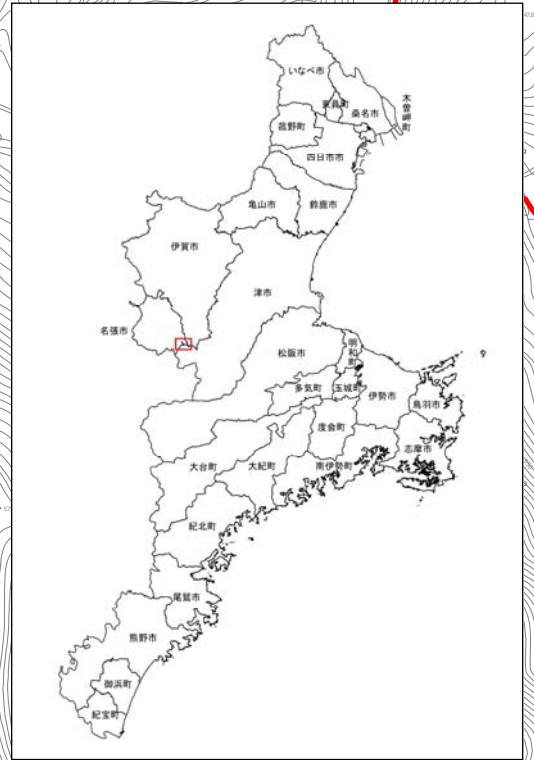 いなべ市
東員町
桑名市
木曽岬町
菰野町
四日市市
亀山市
鈴鹿市
伊賀市
津市
名張市
松阪市
明和町
多気町
玉城町
伊勢市
鳥羽市
度会町
志摩市
大台町
大紀町
南伊勢町
紀北町
尾鷲市
熊野市
御浜町
紀宝町